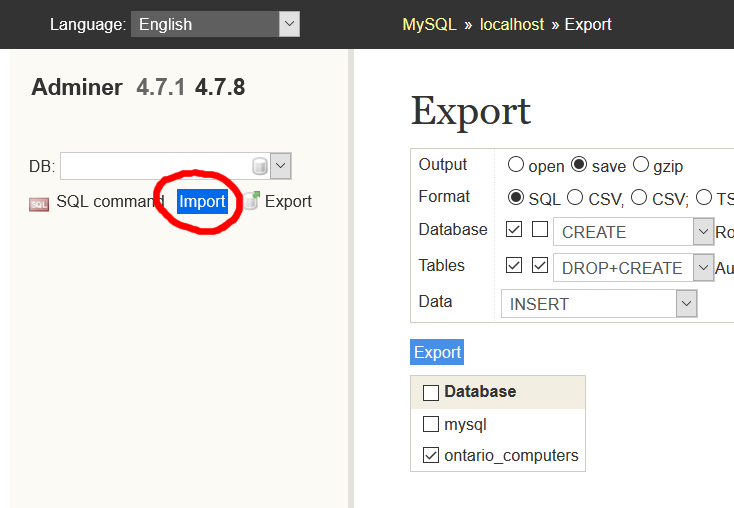 Language: English
MySQL » localhost » Export
Adminer 4.7.1 4.7.8
DB:
SQL SQL command Import Export
Export
Output open save gzip
Format SQL CSV, CSV; TS
Database CREATE Ro
Tables DROP+CREATE Au
Data INSERT
Export
Database
mysql
ontario_computers